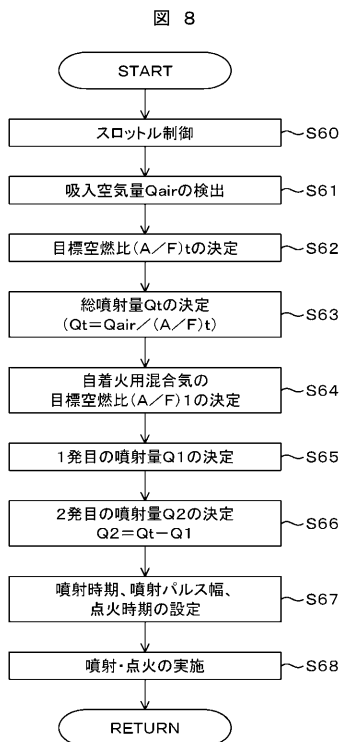 図 8
START
スロットル制御
S60
吸入空気量Qairの検出
S61
目標空燃比(A/F)tの決定
S62
総噴射量Qtの決定
(Qt=Qair/(A/F)t)
S63
自着火用混合気の
目標空燃比(A/F)1の決定
S64
1発目の噴射量Q1の決定
S65
2発目の噴射量Q2の決定
Q2=Qt-Q1
S66
噴射時期、噴射パルス幅、
点火時期の設定
S67
噴射・点火の実施
S68
RETURN